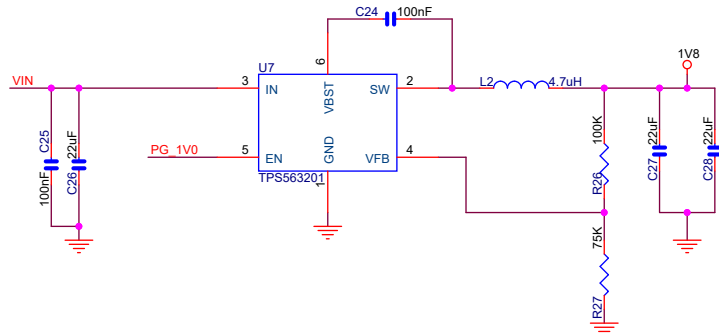 C24
100nF
U7
6
1V8
VIN
3
IN
VBST
SW
2
L2
4.7uH
C25
100nF
C26
22uF
PG_1V0
5
EN
GND
VFB
4
TPS563201
1
100K
R26
22uF
C27
22uF
C28
75K
R27